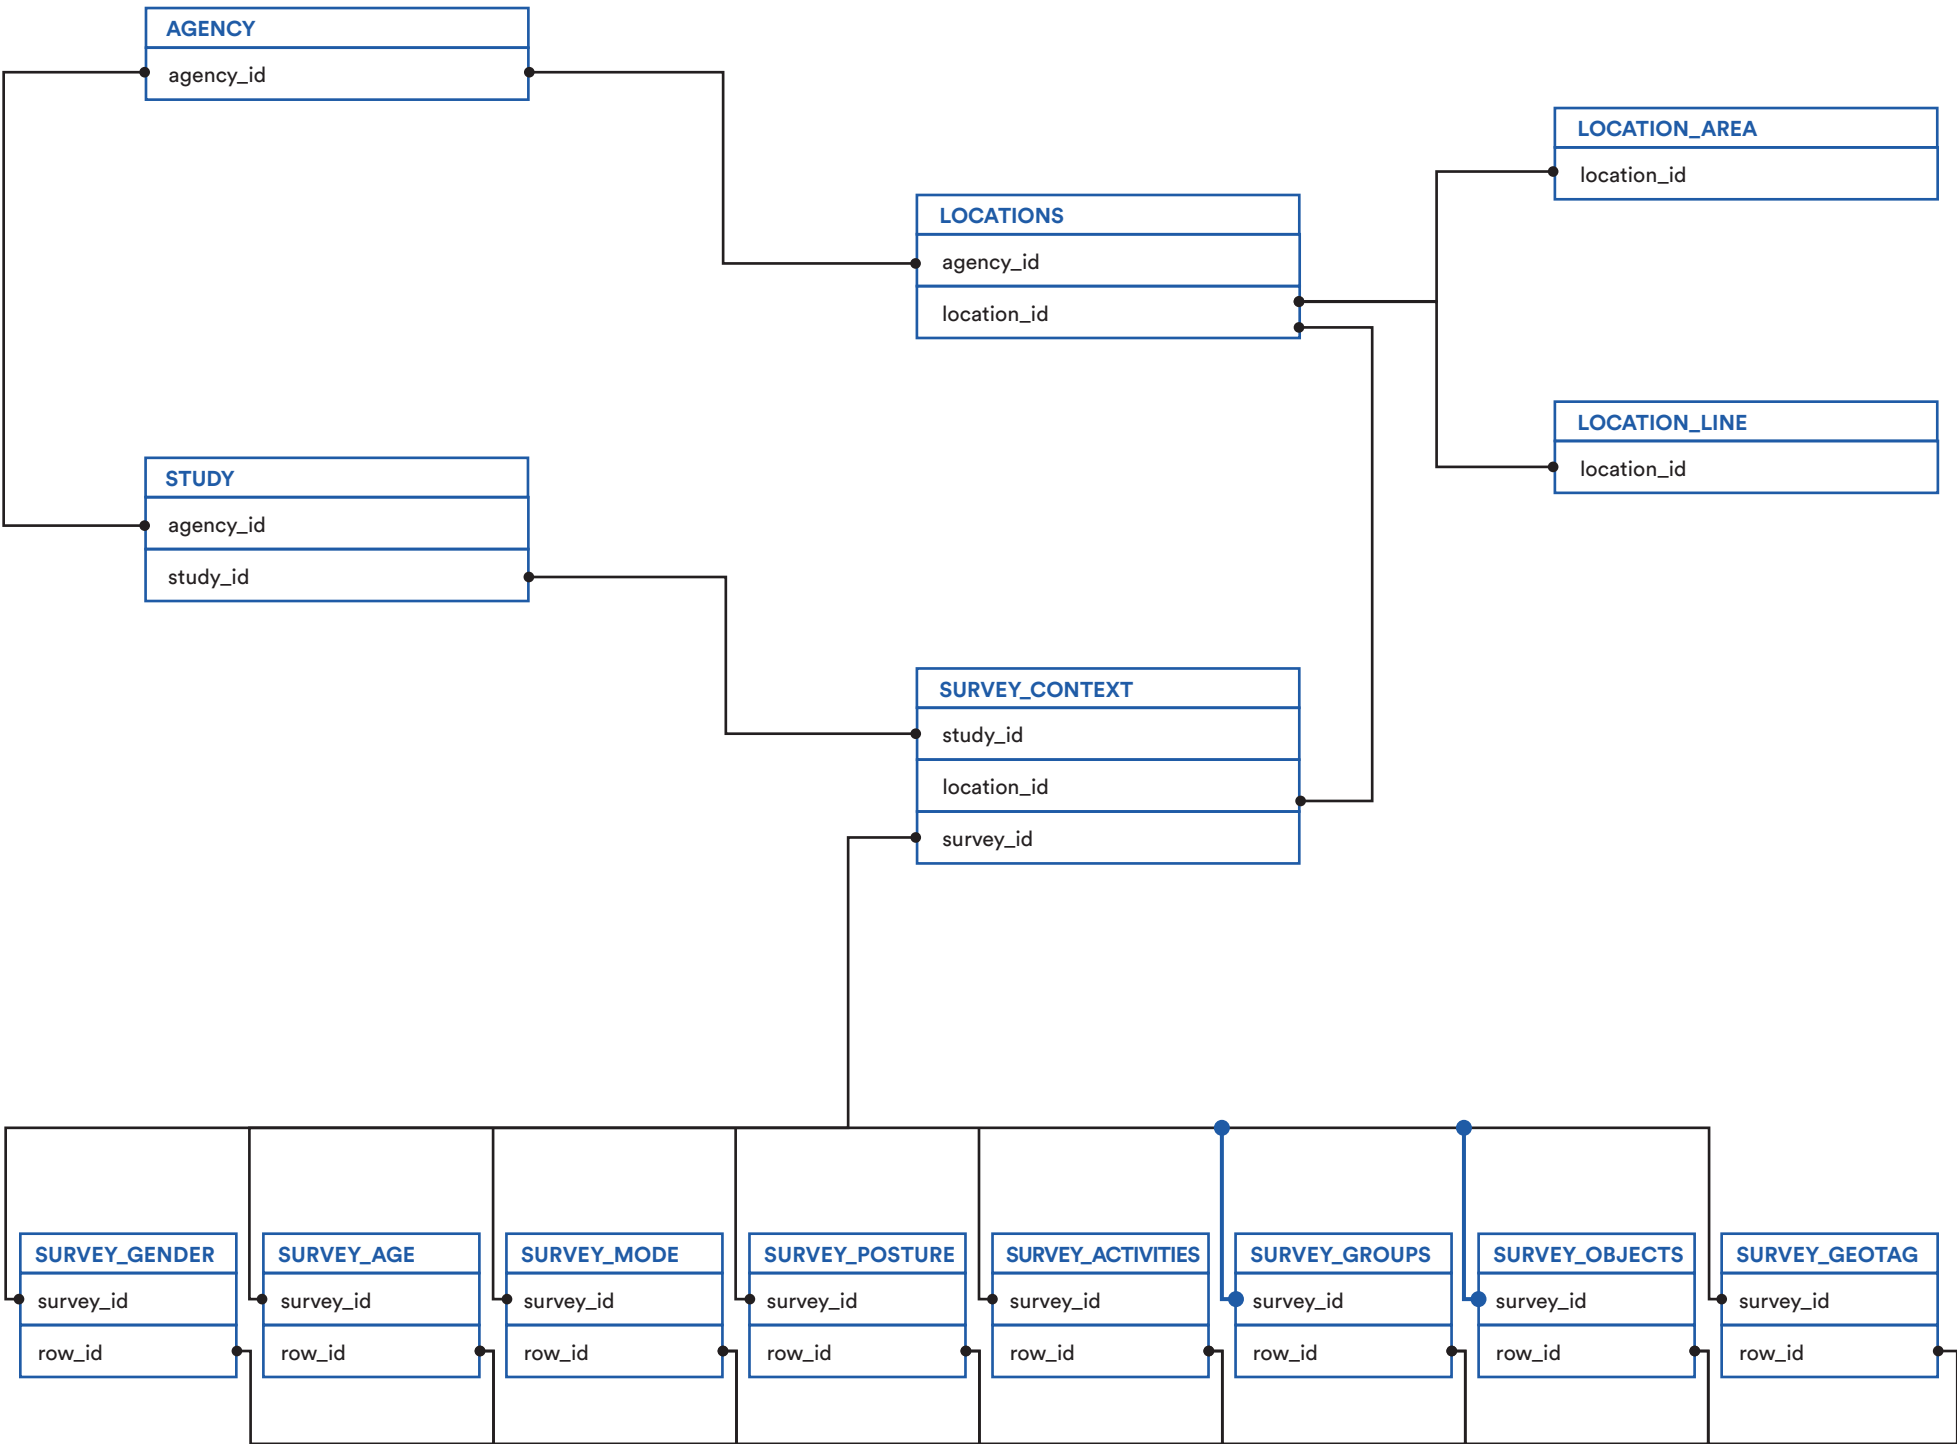 AGENCY
agency_id
LOCATION_AREA
location_id
LOCATIONS
agency_id
location_id
LOCATION_LINE
location_id
STUDY
agency_id
study_id
SURVEY_CONTEXT
study_id
location_id
survey_id
SURVEY_GENDER
survey_id
row_id
SURVEY_AGE
survey_id
row_id
SURVEY_MODE
survey_id
row_id
SURVEY_POSTURE
survey_id
row_id
SURVEY_ACTIVITIES
survey_id
row_id
SURVEY_GROUPS
survey_id
row_id
SURVEY_OBJECTS
survey_id
row_id
SURVEY_GEOTAG
survey_id
row_id